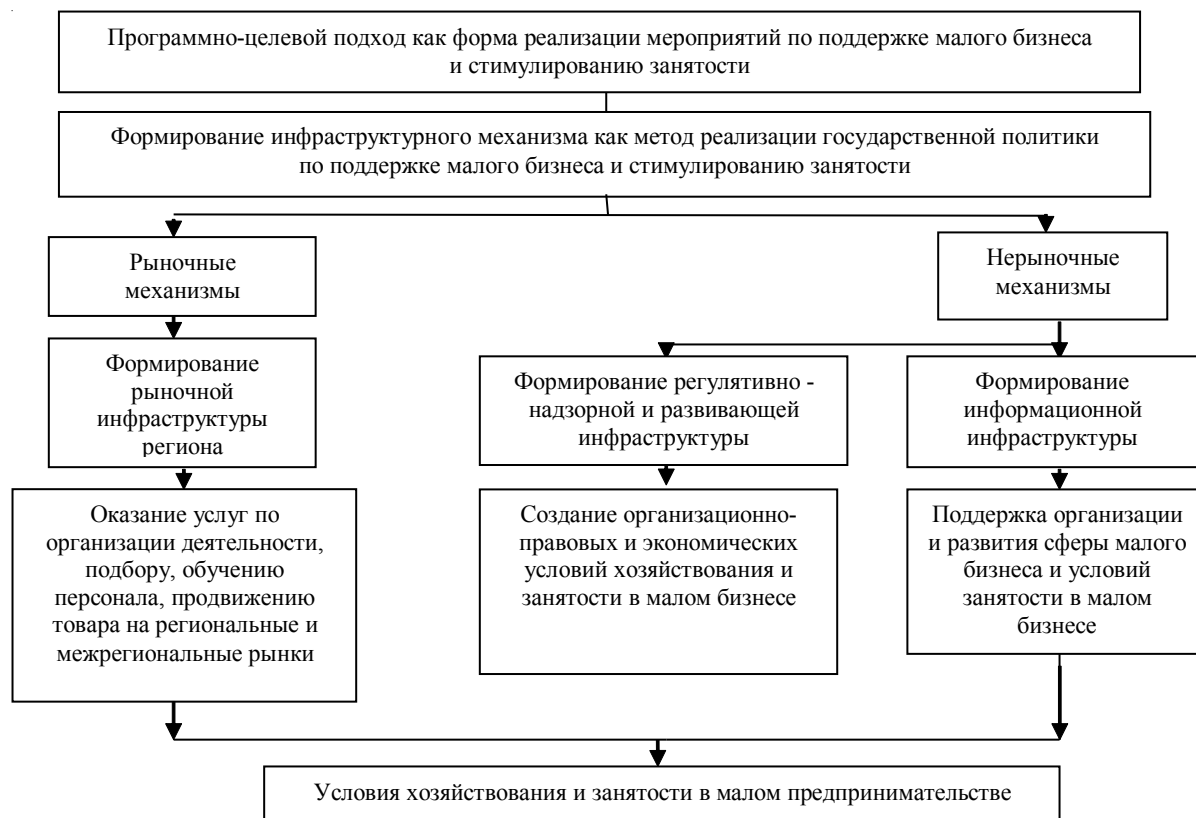 Программно-целевой подход как форма реализации мероприятий по поддержке малого бизнеса
и стимулированию занятости
Формирование инфраструктурного механизма как метод реализации государственной политики
по поддержке малого бизнеса и стимулированию занятости
Рыночные
механизмы
Нерыночные
механизмы
Формирование
рыночной
инфраструктуры
региона
Формирование регулятивно -
надзорной и развивающей
инфраструктуры
Формирование
информационной
инфраструктуры
Оказание услуг по
организации деятельности,
подбору, обучению
персонала, продвижению
товара на региональные и
межрегиональные рынки
Создание организационно-
правовых и экономических
условий хозяйствования и
занятости в малом бизнесе
Поддержка организации
и развития сферы малого
бизнеса и условий
занятости в малом
бизнесе
Условия хозяйствования и занятости в малом предпринимательстве